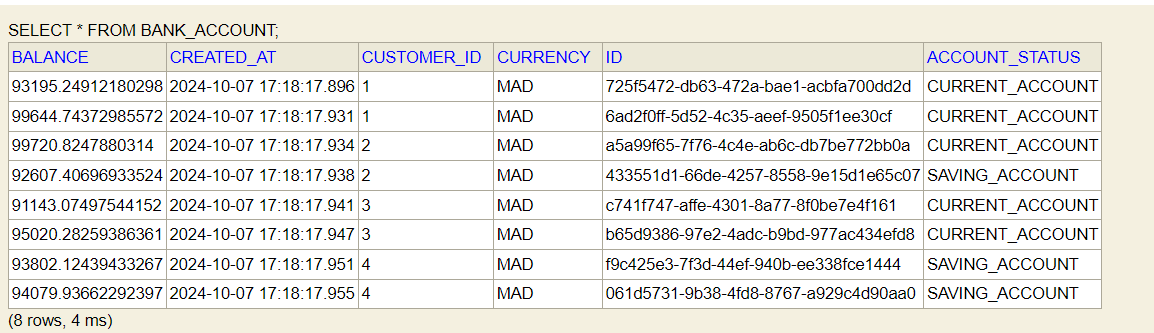 SELECT * FROM BANK_ACCOUNT;
BALANCE CREATED_AT CUSTOMER_ID CURRENCY ID ACCOUNT_STATUS
93195.24912180298 2024-10-07 17:18:17.896 1 MAD 725f5472-db63-472a-bae1-acbfa700dd2d CURRENT_ACCOUNT
99644.74372985572 2024-10-07 17:18:17.931 1 MAD 6ad2f0ff-5d52-4c35-aeef-9505f1ee30cf CURRENT_ACCOUNT
99720.8247880314 2024-10-07 17:18:17.934 2 MAD a5a99f65-7f76-4c4e-ab6c-db7be772bb0a CURRENT_ACCOUNT
92607.40696933524 2024-10-07 17:18:17.938 2 MAD 433551d1-66de-4257-8558-9e15d1e65c07 SAVING_ACCOUNT
91143.07497544152 2024-10-07 17:18:17.941 3 MAD c741f747-affe-4301-8a77-8f0be7e4f161 CURRENT_ACCOUNT
95020.28259386361 2024-10-07 17:18:17.947 3 MAD b65d9386-97e2-4adc-b9bd-977ac434efd8 CURRENT_ACCOUNT
93802.12439433267 2024-10-07 17:18:17.951 4 MAD f9c425e3-7f3d-44ef-940b-ee338fce1444 SAVING_ACCOUNT
94079.93662292397 2024-10-07 17:18:17.955 4 MAD 061d5731-9b38-4fd8-8767-a929c4d90aa0 SAVING_ACCOUNT
(8 rows, 4 ms)